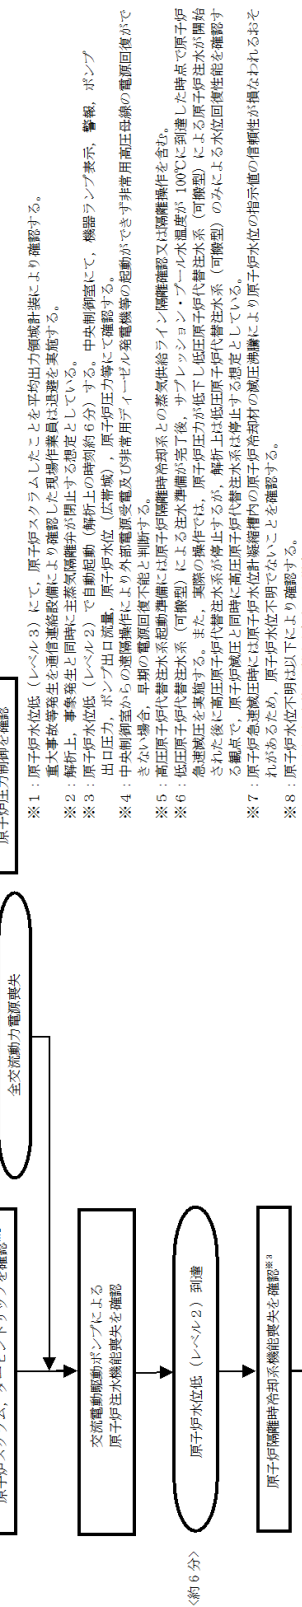 原子炉圧力制御を確認
原子炉スクラム，タービントリップを確認
全交流動力電源喪失
交流電動駆動ポンプによる
原子炉注水機能喪失を確認
〈約6分〉
原子炉水位低（レベル２）到達
原子炉隔離時冷却系機能喪失を確認※3
※１：原子炉水位低（レベル３）にて，原子炉スクラムしたことを平均出力領域計装により確認する。
重大事故等発生を通信連絡設備により確認した現場作業員は退避を実施する。
※２：解析上，事象発生と同時に主蒸気隔離弁が閉止する想定としている。
※３：原子炉水位低（レベル２）で自動起動（解析上の時刻約６分）する。中央制御室にて，機器ランプ表示，警報，ポンプ
出口圧力，ポンプ出口流量，原子炉水位（広帯域），原子炉圧力等にて確認する。
※４：中央制御室からの遠隔操作により外部電源受電及び非常用ディーゼル発電機等の起動ができず非常用高圧母線の電源回復がで
きない場合，早期の電源回復不能と判断する。
※５：高圧原子炉代替注水系起動準備には原子炉隔離時冷却系との蒸気供給ライン隔離確認又は隔離操作を含む。
※６：低圧原子炉代替注水系（可搬型）による注水準備が完了後，サプレッション・プール水温度が 100℃に到達した時点で原子炉
急速減圧を実施する。また，実際の操作では，原子炉圧力が低下し低圧原子炉代替注水系（可搬型）による原子炉注水が開始
された後に高圧原子炉代替注水系が停止するが，解析上は低圧原子炉代替注水系（可搬型）のみによる水位回復性能を確認す
る観点で，原子炉減圧と同時に高圧原子炉代替注水系は停止する想定としている。
※７：原子炉急速減圧時には原子炉水位計凝縮槽内の原子炉冷却材の減圧沸騰により原子炉水位の指示値の信頼性が損なわれるおそ
れがあるため，原子炉水位不明でないことを確認する。
※８：原子炉水位不明は以下により確認する。